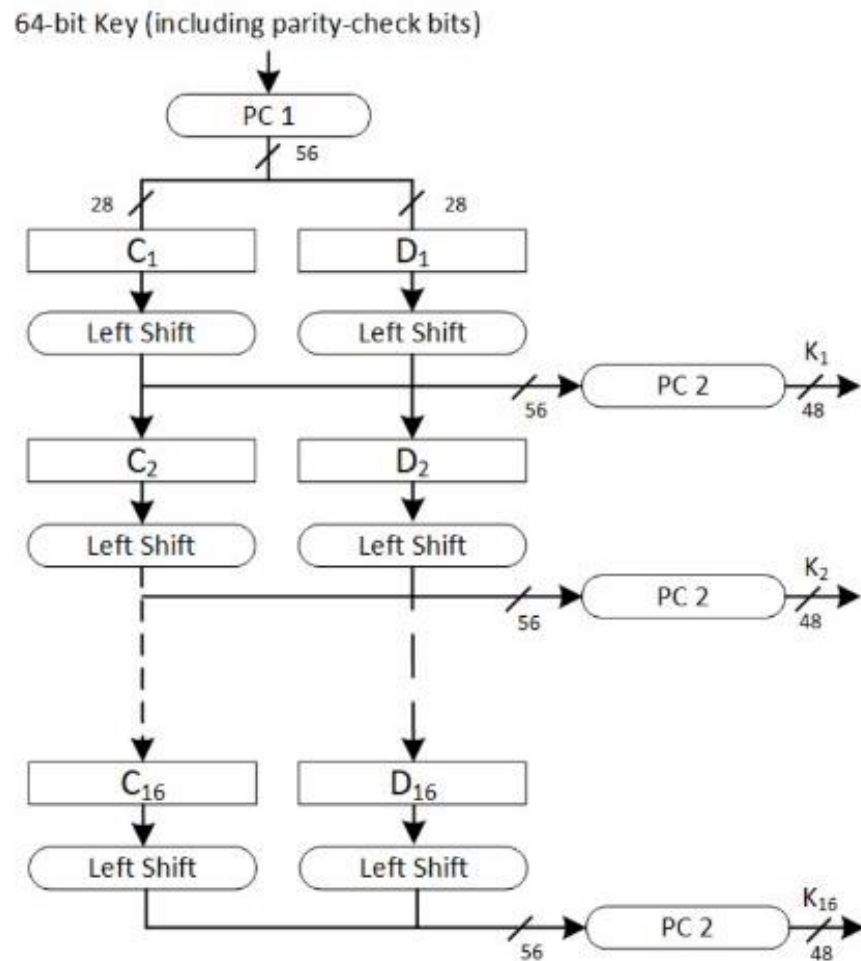 64-bit Key (including parity-check bits)
PC 1
56
28 28
C₁ D₁
Left Shift Left Shift
K₁
PC 2
56 48
C₂ D₂
Left Shift Left Shift
K₂
PC 2
56 48
C₁₆ D₁₆
Left Shift Left Shift
K₁₆
PC 2
56 48